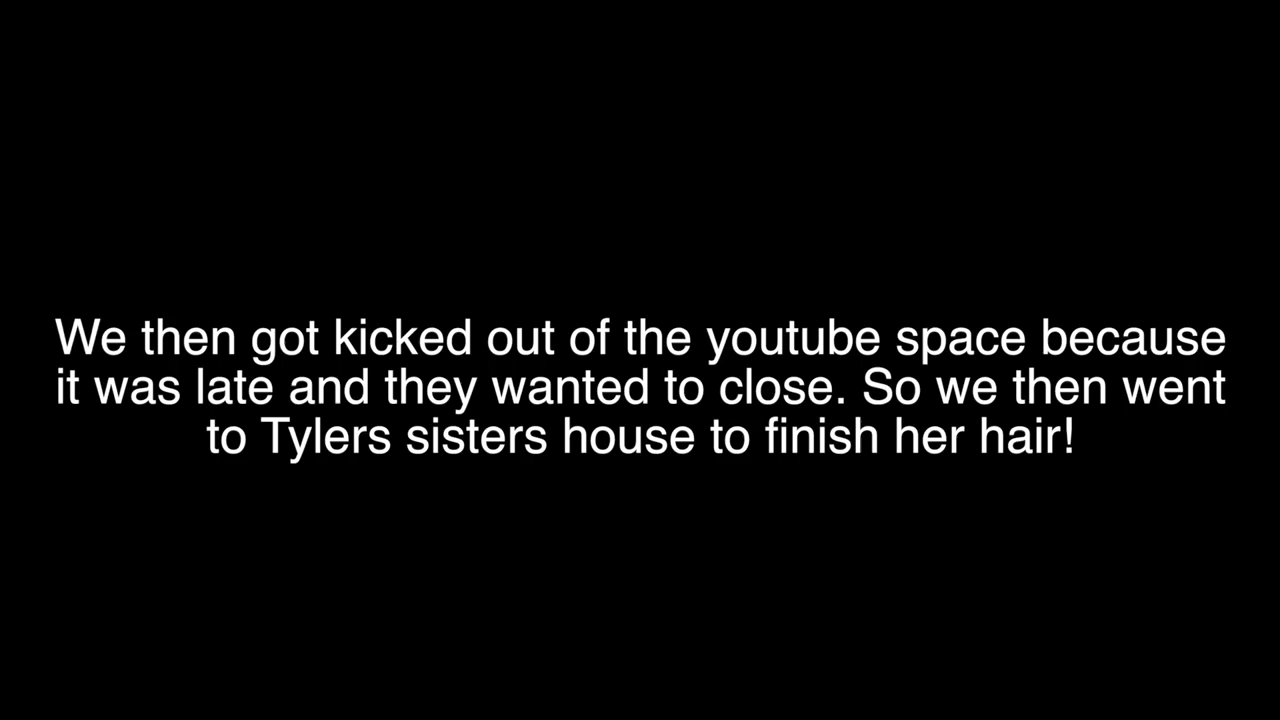 We then got kicked out of the youtube space because
it was late and they wanted to close. So we then went
to Tylers sisters house to finish her hair!